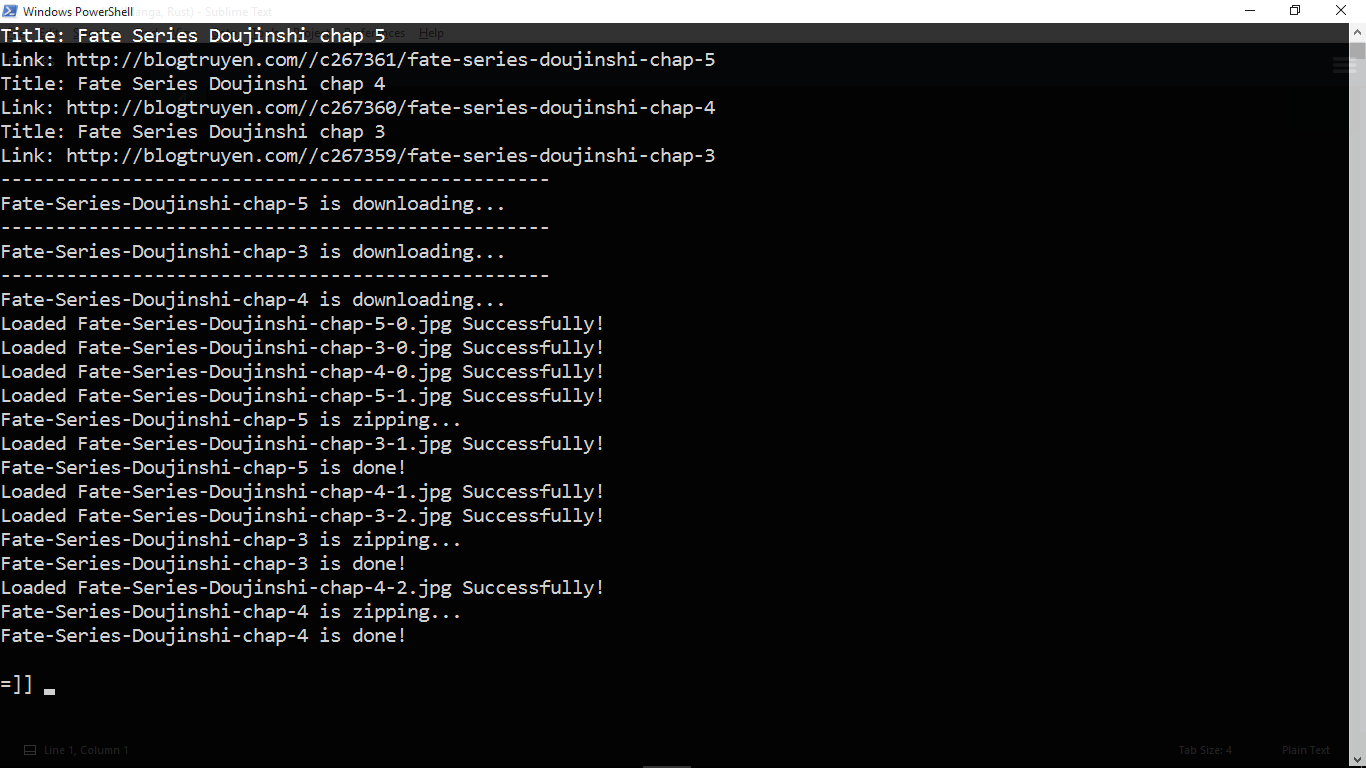 Windows PowerShell
anga, Rust) - Sublime Text
Title: Fate Series Doujinshi chap 5
Help
Link: http://blogtruyen.com//c267361/fate-series-doujinshi-chap-5
Title: Fate Series Doujinshi chap 4
Link: http://blogtruyen.com//c267360/fate-series-doujinshi-chap-4
Title: Fate Series Doujinshi chap 3
Link: http://blogtruyen.com//c267359/fate-series-doujinshi-chap-3
--------------------------------------------------
Fate-Series-Doujinshi-chap-5 is downloading...
--------------------------------------------------
Fate-Series-Doujinshi-chap-3 is downloading...
--------------------------------------------------
Fate-Series-Doujinshi-chap-4 is downloading...
Loaded Fate-Series-Doujinshi-chap-5-0.jpg Successfully!
Loaded Fate-Series-Doujinshi-chap-3-0.jpg Successfully!
Loaded Fate-Series-Doujinshi-chap-4-0.jpg Successfully!
Loaded Fate-Series-Doujinshi-chap-5-1.jpg Successfully!
Fate-Series-Doujinshi-chap-5 is zipping...
Loaded Fate-Series-Doujinshi-chap-3-1.jpg Successfully!
Fate-Series-Doujinshi-chap-5 is done!
Loaded Fate-Series-Doujinshi-chap-4-1.jpg Successfully!
Loaded Fate-Series-Doujinshi-chap-3-2.jpg Successfully!
Fate-Series-Doujinshi-chap-3 is zipping...
Fate-Series-Doujinshi-chap-3 is done!
Loaded Fate-Series-Doujinshi-chap-4-2.jpg Successfully!
Fate-Series-Doujinshi-chap-4 is zipping...
Fate-Series-Doujinshi-chap-4 is done!
=]]
Line 1, Column 1
Tab Size: 4
Plain Text